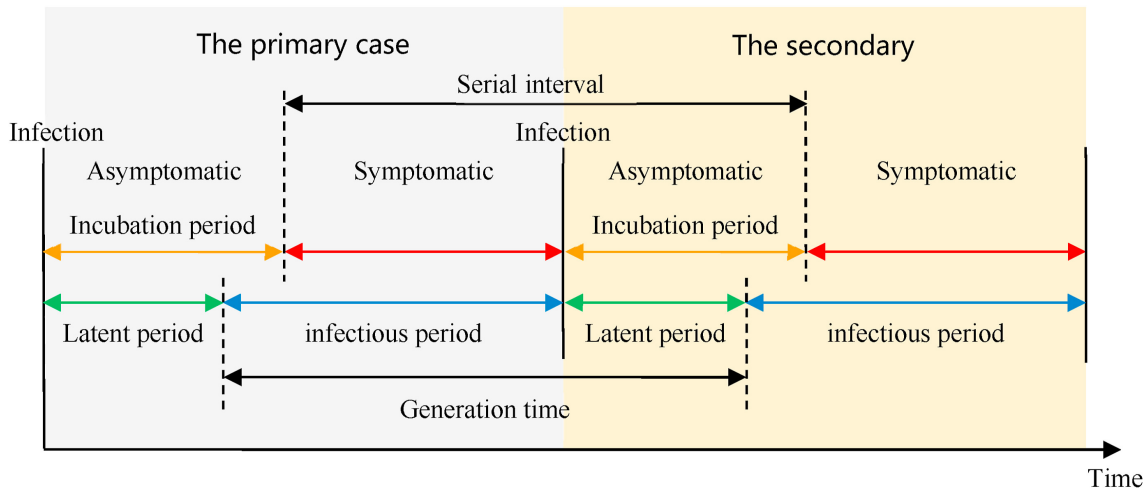 The primary case
The secondary
Serial interval
Infection
Infection
Asymptomatic
Symptomatic
Asymptomatic
Symptomatic
Incubation period
Incubation period
Latent period
infectious period
Latent period
infectious period
Generation time
Time